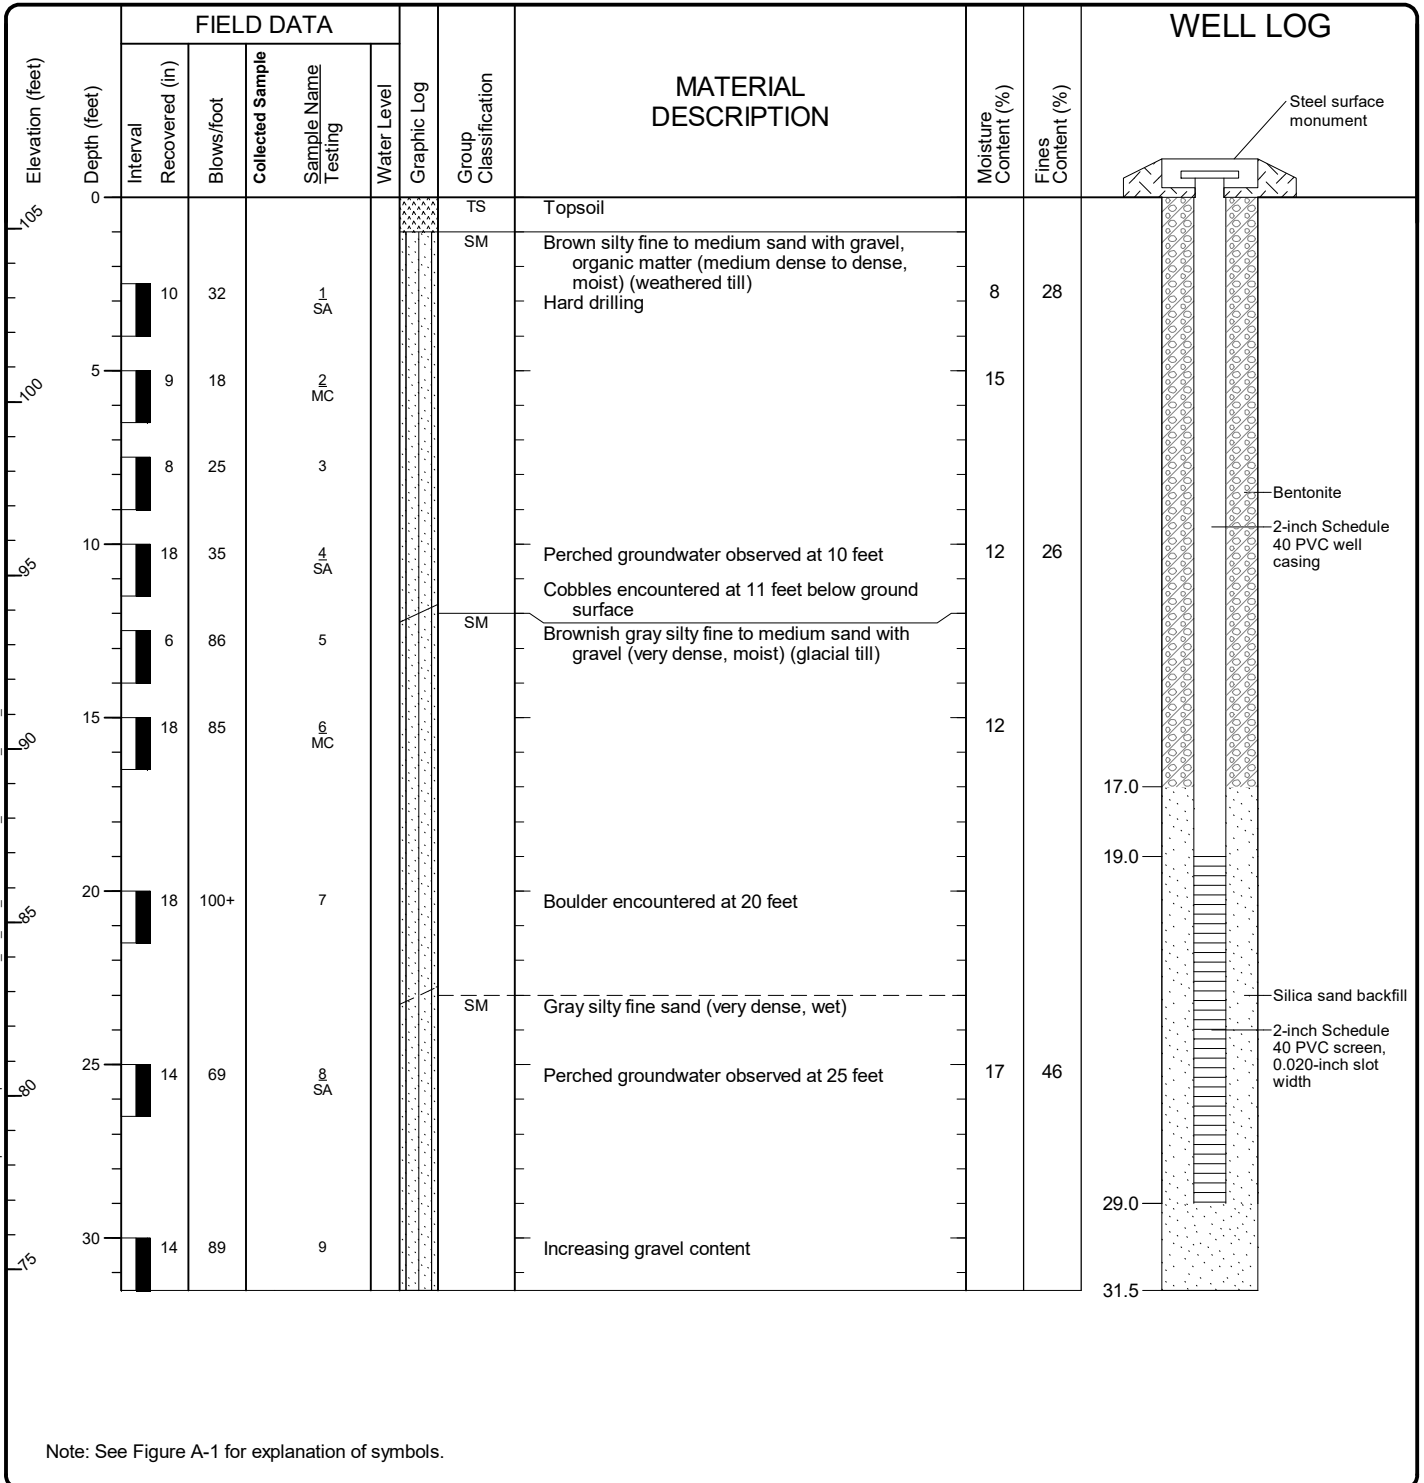 FIELD DATA
WELL LOG
Elevation (feet)
Depth (feet)
Interval
Recovered (in)
Blows/foot
Collected Sample
Sample Name
Testing
Water Level
Graphic Log
Group
Classification
MATERIAL
DESCRIPTION
Moisture
Content (%)
Fines
Content (%)
Steel surface
monument
0
TS
Topsoil
105
SM
Brown silty fine to medium sand with gravel,
organic matter (medium dense to dense,
moist) (weathered till)
10 32 1 8 28
SA
Hard drilling
5
9 18 2 15
MC
100
8 25 3
Bentonite
2-inch Schedule
40 PVC well
casing
10
18 35 4 Perched groundwater observed at 10 feet 12 26
SA
95
Cobbles encountered at 11 feet below ground
surface
SM
Brownish gray silty fine to medium sand with
gravel (very dense, moist) (glacial till)
6 86 5
15
18 85 6 12
MC
90
17.0
19.0
20
18 100+ 7 Boulder encountered at 20 feet
85
SM
Gray silty fine sand (very dense, wet)
Silica sand backfill
2-inch Schedule
40 PVC screen,
0.020-inch slot
width
25
14 69 8 Perched groundwater observed at 25 feet 17 46
SA
80
29.0
30
14 89 9 Increasing gravel content
75
31.5
Note: See Figure A-1 for explanation of symbols.